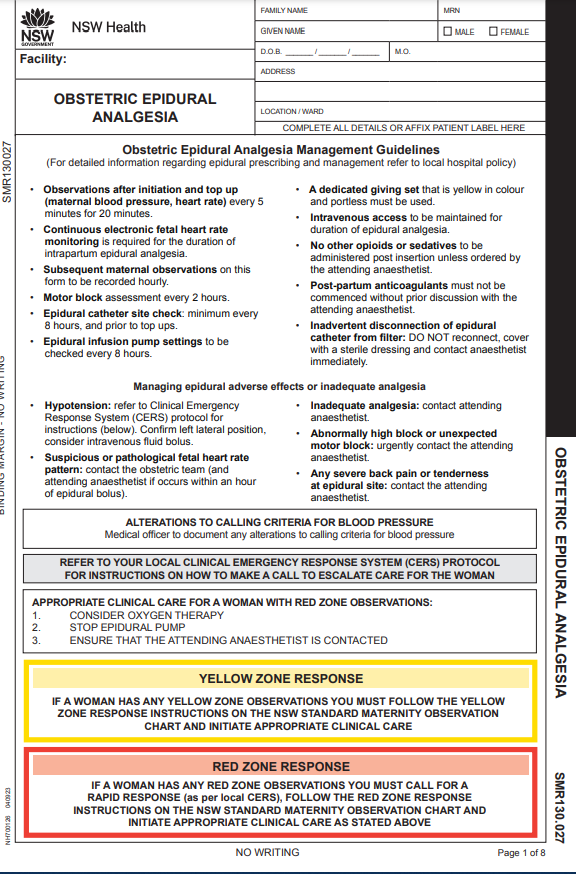 NSW
GOVERNMENT
NSW Health
Facility:
OBSTETRIC EPIDURAL
ANALGESIA
FAMILY NAME
MRN
GIVEN NAME
MALE
FEMALE
D.O.B. _______ / _______ / _______
M.O.
ADDRESS
LOCATION / WARD
COMPLETE ALL DETAILS OR AFFIX PATIENT LABEL HERE
SMR130027
Obstetric Epidural Analgesia Management Guidelines
(For detailed information regarding epidural prescribing and management refer to local hospital policy)
• Observations after initiation and top up
(maternal blood pressure, heart rate) every 5
minutes for 20 minutes.
• Continuous electronic fetal heart rate
monitoring is required for the duration of
intrapartum epidural analgesia.
• Subsequent maternal observations on this
form to be recorded hourly.
• Motor block assessment every 2 hours.
• Epidural catheter site check: minimum every
8 hours, and prior to top ups.
• Epidural infusion pump settings to be
checked every 8 hours.
• A dedicated giving set that is yellow in colour
and portless must be used.
• Intravenous access to be maintained for
duration of epidural analgesia.
• No other opioids or sedatives to be
administered post insertion unless ordered by
the attending anaesthetist.
• Post-partum anticoagulants must not be
commenced without prior discussion with the
attending anaesthetist.
• Inadvertent disconnection of epidural
catheter from filter: DO NOT reconnect, cover
with a sterile dressing and contact anaesthetist
immediately.
Managing epidural adverse effects or inadequate analgesia
• Hypotension: refer to Clinical Emergency
Response System (CERS) protocol for
instructions (below). Confirm left lateral position,
consider intravenous fluid bolus.
• Suspicious or pathological fetal heart rate
pattern: contact the obstetric team (and
attending anaesthetist if occurs within an hour
of epidural bolus).
• Inadequate analgesia: contact attending
anaesthetist.
• Abnormally high block or unexpected
motor block: urgently contact the attending
anaesthetist.
• Any severe back pain or tenderness
at epidural site: contact the attending
anaesthetist.
BINDING MARGIN - NO WRITING
ALTERATIONS TO CALLING CRITERIA FOR BLOOD PRESSURE
Medical officer to document any alterations to calling criteria for blood pressure
REFER TO YOUR LOCAL CLINICAL EMERGENCY RESPONSE SYSTEM (CERS) PROTOCOL
FOR INSTRUCTIONS ON HOW TO MAKE A CALL TO ESCALATE CARE FOR THE WOMAN
APPROPRIATE CLINICAL CARE FOR A WOMAN WITH RED ZONE OBSERVATIONS:
1. CONSIDER OXYGEN THERAPY
2. STOP EPIDURAL PUMP
3. ENSURE THAT THE ATTENDING ANAESTHETIST IS CONTACTED
YELLOW ZONE RESPONSE
IF A WOMAN HAS ANY YELLOW ZONE OBSERVATIONS YOU MUST FOLLOW THE YELLOW
ZONE RESPONSE INSTRUCTIONS ON THE NSW STANDARD MATERNITY OBSERVATION
CHART AND INITIATE APPROPRIATE CLINICAL CARE
RED ZONE RESPONSE
IF A WOMAN HAS ANY RED ZONE OBSERVATIONS YOU MUST CALL FOR A
RAPID RESPONSE (as per local CERS), FOLLOW THE RED ZONE RESPONSE
INSTRUCTIONS ON THE NSW STANDARD MATERNITY OBSERVATION CHART AND
INITIATE APPROPRIATE CLINICAL CARE AS STATED ABOVE
OBSTETRIC EPIDURAL ANALGESIA
SMR130.027
NH700126 040923
NO WRITING
Page 1 of 8